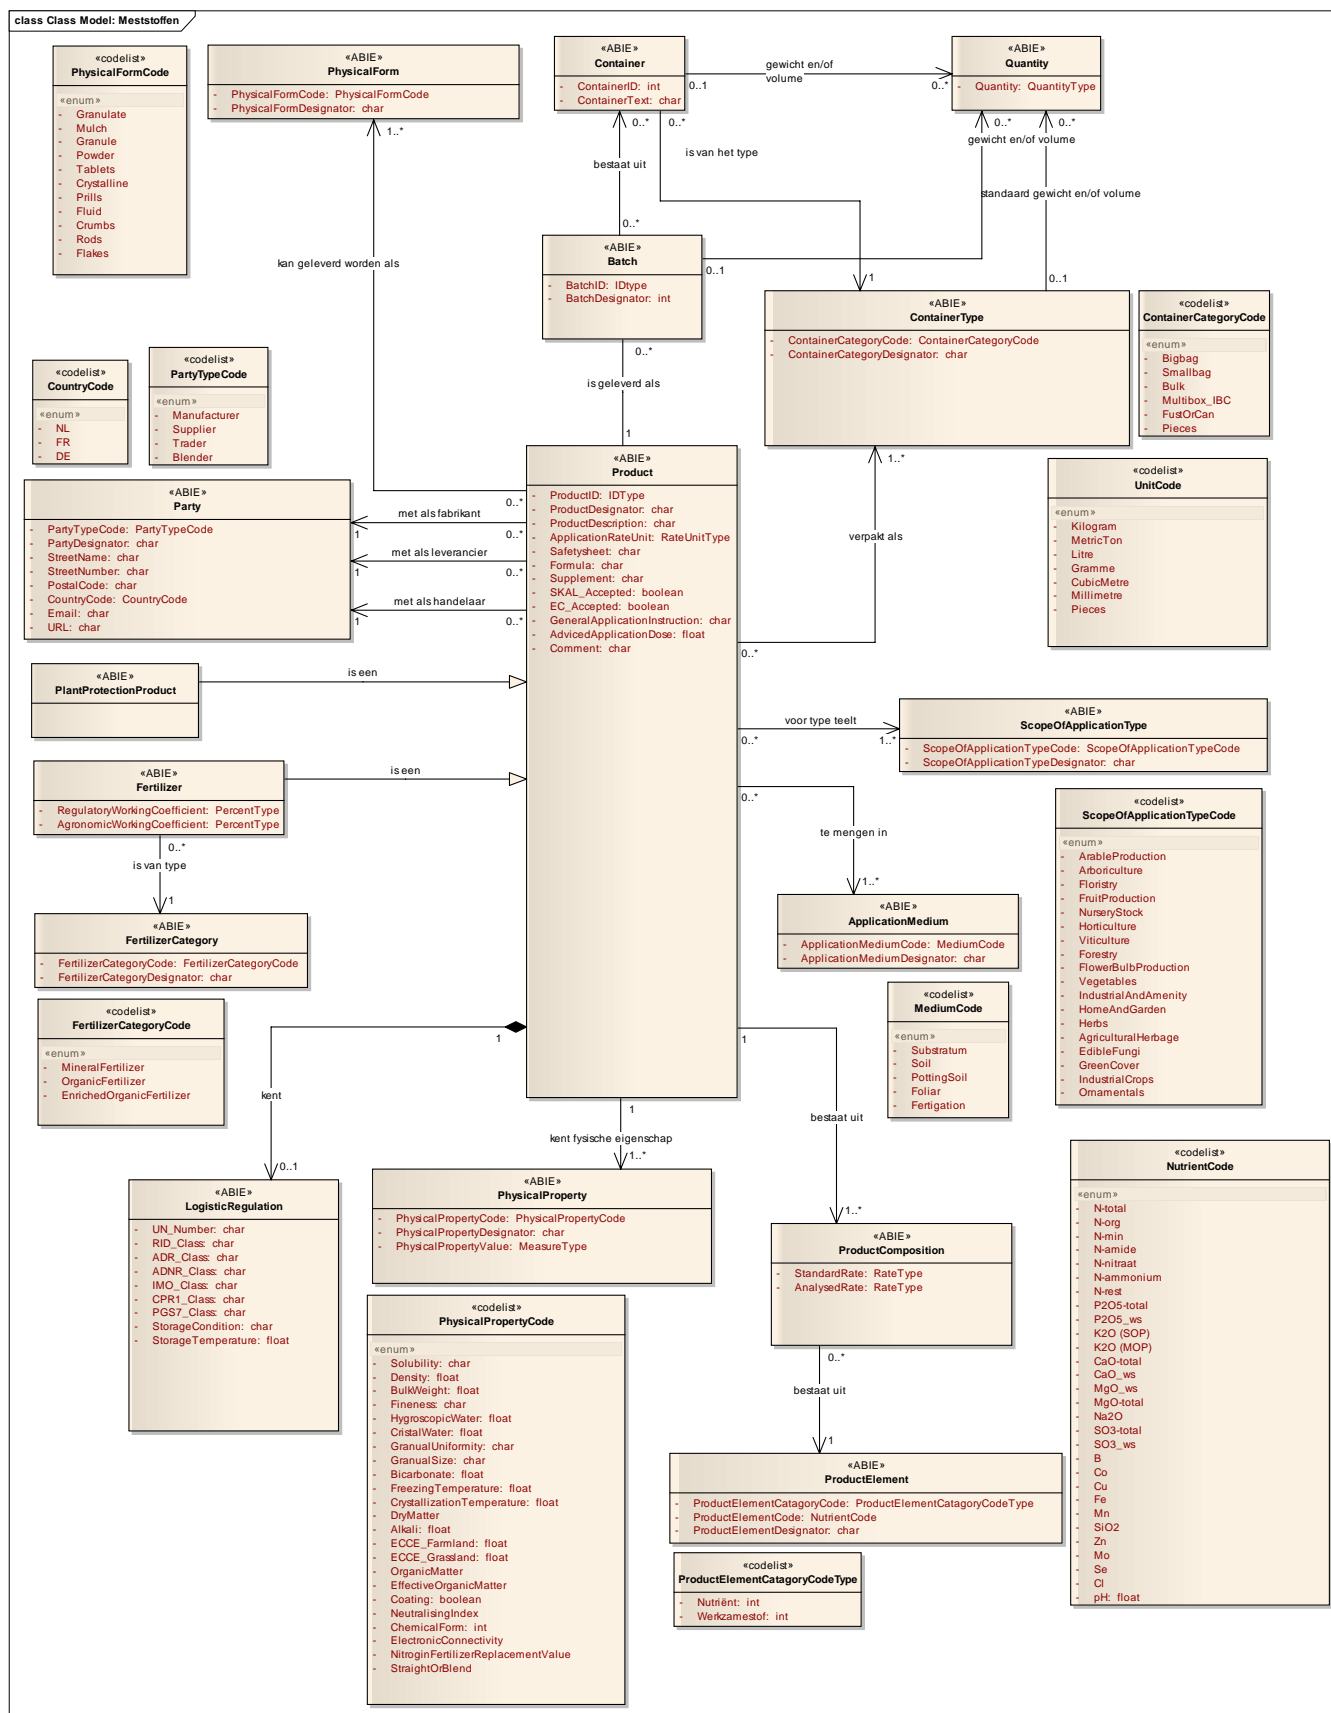 class Class Model: Meststoffen
«codelist»
PhysicalFormCode
«enum»
- Granulate
- Mulch
- Granule
- Powder
- Tablets
- Crystalline
- Prills
- Fluid
- Crumbs
- Rods
- Flakes
«ABIE»
PhysicalForm
- PhysicalFormCode: PhysicalFormCode
- PhysicalFormDesignator: char
1..*
«ABIE»
Container
- ContainerID: int
- ContainerText: char
gewicht en/of
volume
0..1
0..*
«ABIE»
Quantity
- Quantity: QuantityType
0..*
0..*
0..*
0..*
gewicht en/of volume
is van het type
bestaat uit
standaard gewicht en/of volume
0..*
kan geleverd worden als
«ABIE»
Batch
- BatchID: IDtype
- BatchDesignator: int
0..1
0..*
1
0..1
«ABIE»
ContainerType
- ContainerCategoryCode: ContainerCategoryCode
- ContainerCategoryDesignator: char
1..*
«codelist»
ContainerCategoryCode
«enum»
- Bigbag
- Smallbag
- Bulk
- Multibox_IBC
- FustOrCan
- Pieces
is geleverd als
1
«codelist»
CountryCode
«enum»
- NL
- FR
- DE
«codelist»
PartyTypeCode
«enum»
- Manufacturer
- Supplier
- Trader
- Blender
«ABIE»
Product
- ProductID: IDType
- ProductDesignator: char
- ProductDescription: char
- ApplicationRateUnit: RateUnitType
- Safetysheet: char
- Formula: char
- Supplement: char
- SKAL_Accepted: boolean
- EC_Accepted: boolean
- GeneralApplicationInstruction: char
- AdvicedApplicationDose: float
- Comment: char
«codelist»
UnitCode
«enum»
- Kilogram
- MetricTon
- Litre
- Gramme
- CubicMetre
- Millimetre
- Pieces
«ABIE»
Party
- PartyTypeCode: PartyTypeCode
- PartyDesignator: char
- StreetName: char
- StreetNumber: char
- PostalCode: char
- CountryCode: CountryCode
- Email: char
- URL: char
0..*
met als fabrikant
1
0..*
met als leverancier
1
0..*
met als handelaar
1
0..*
verpakt als
0..*
«ABIE»
PlantProtectionProduct
is een
voor type teelt
0..*
1..*
«ABIE»
ScopeOfApplicationType
- ScopeOfApplicationTypeCode: ScopeOfApplicationTypeCode
- ScopeOfApplicationTypeDesignator: char
«ABIE»
Fertilizer
- RegulatoryWorkingCoefficient: PercentType
- AgronomicWorkingCoefficient: PercentType
is een
0..*
is van type
1
0..*
te mengen in
1..*
«codelist»
ScopeOfApplicationTypeCode
«enum»
- ArableProduction
- Arboriculture
- Floristry
- FruitProduction
- NurseryStock
- Horticulture
- Viticulture
- Forestry
- FlowerBulbProduction
- Vegetables
- IndustrialAndAmenity
- HomeAndGarden
- Herbs
- AgriculturalHerbage
- EdibleFungi
- GreenCover
- IndustrialCrops
- Ornamentals
«ABIE»
FertilizerCategory
- FertilizerCategoryCode: FertilizerCategoryCode
- FertilizerCategoryDesignator: char
«ABIE»
ApplicationMedium
- ApplicationMediumCode: MediumCode
- ApplicationMediumDesignator: char
«codelist»
FertilizerCategoryCode
«enum»
- MineralFertilizer
- OrganicFertilizer
- EnrichedOrganicFertilizer
«codelist»
MediumCode
«enum»
- Substratum
- Soil
- PottingSoil
- Foliar
- Fertigation
1
kent
0..1
1
bestaat uit
1..*
1
kent fysische eigenschap
1..*
«ABIE»
LogisticRegulation
- UN_Number: char
- RID_Class: char
- ADR_Class: char
- ADNR_Class: char
- IMO_Class: char
- CPR1_Class: char
- PGS7_Class: char
- StorageCondition: char
- StorageTemperature: float
«ABIE»
PhysicalProperty
- PhysicalPropertyCode: PhysicalPropertyCode
- PhysicalPropertyDesignator: char
- PhysicalPropertyValue: MeasureType
«ABIE»
ProductComposition
- StandardRate: RateType
- AnalysedRate: RateType
0..*
bestaat uit
1
«codelist»
NutrientCode
«enum»
- N-total
- N-org
- N-min
- N-amide
- N-nitraat
- N-ammonium
- N-rest
- P2O5-total
- P2O5_ws
- K2O (SOP)
- K2O (MOP)
- CaO-total
- CaO_ws
- MgO_ws
- MgO-total
- Na2O
- SO3-total
- SO3_ws
- B
- Co
- Cu
- Fe
- Mn
- SiO2
- Zn
- Mo
- Se
- Cl
- pH: float
«codelist»
PhysicalPropertyCode
«enum»
- Solubility: char
- Density: float
- BulkWeight: float
- Fineness: char
- HygroscopicWater: float
- CristalWater: float
- GranualUniformity: char
- GranualSize: char
- Bicarbonate: float
- FreezingTemperature: float
- CrystallizationTemperature: float
- DryMatter
- Alkali: float
- ECCE_Farmland: float
- ECCE_Grassland: float
- OrganicMatter
- EffectiveOrganicMatter
- Coating: boolean
- NeutralisingIndex
- ChemicalForm: int
- ElectronicConnectivity
- NitroginFertilizerReplacementValue
- StraightOrBlend
«ABIE»
ProductElement
- ProductElementCatagoryCode: ProductElementCatagoryCodeType
- ProductElementCode: NutrientCode
- ProductElementDesignator: char
«codelist»
ProductElementCatagoryCodeType
- Nutriënt: int
- Werkzamestof: int